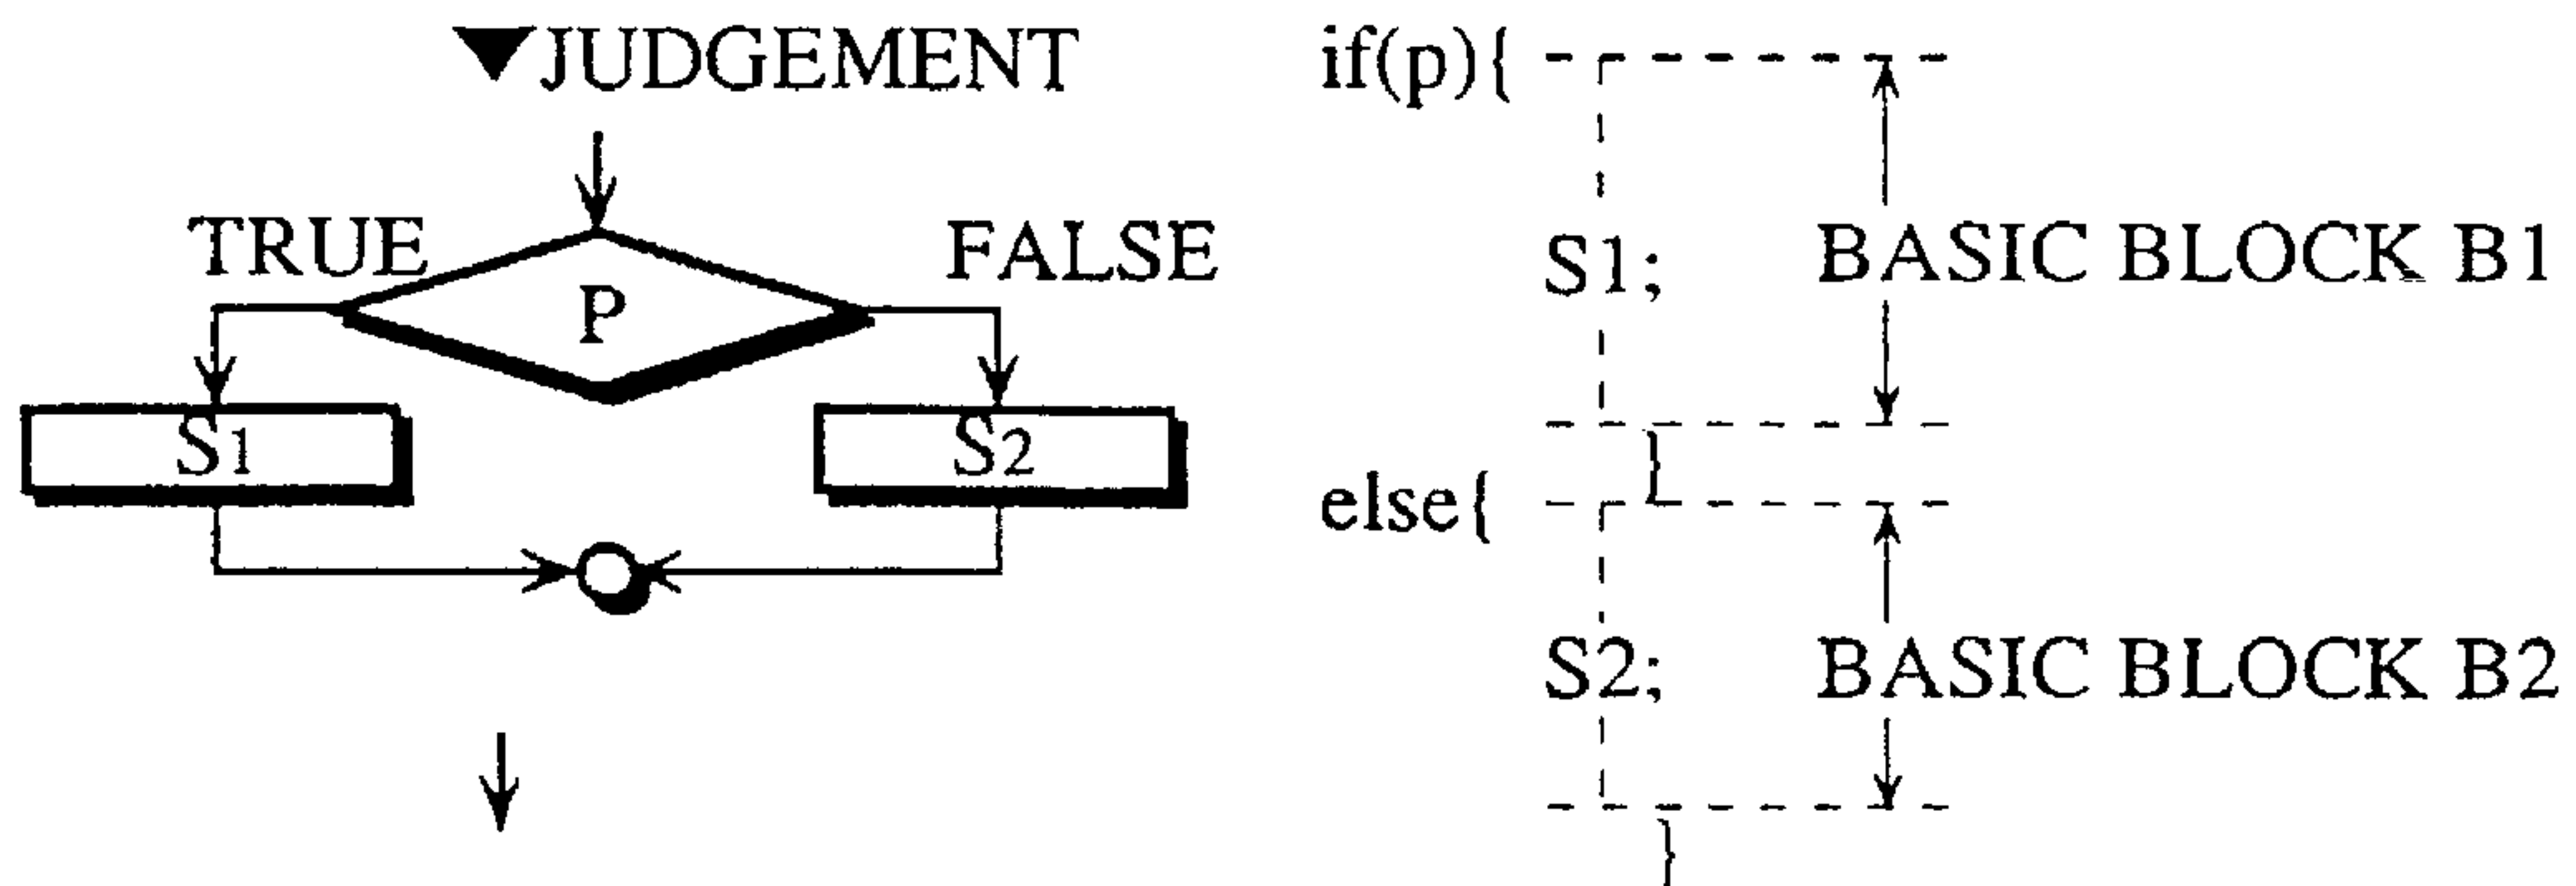 ▼JUDGEMENT
TRUE
FALSE
P
S1
S2
if(p){
S1;
BASIC BLOCK B1
}
else{
S2;
BASIC BLOCK B2
}